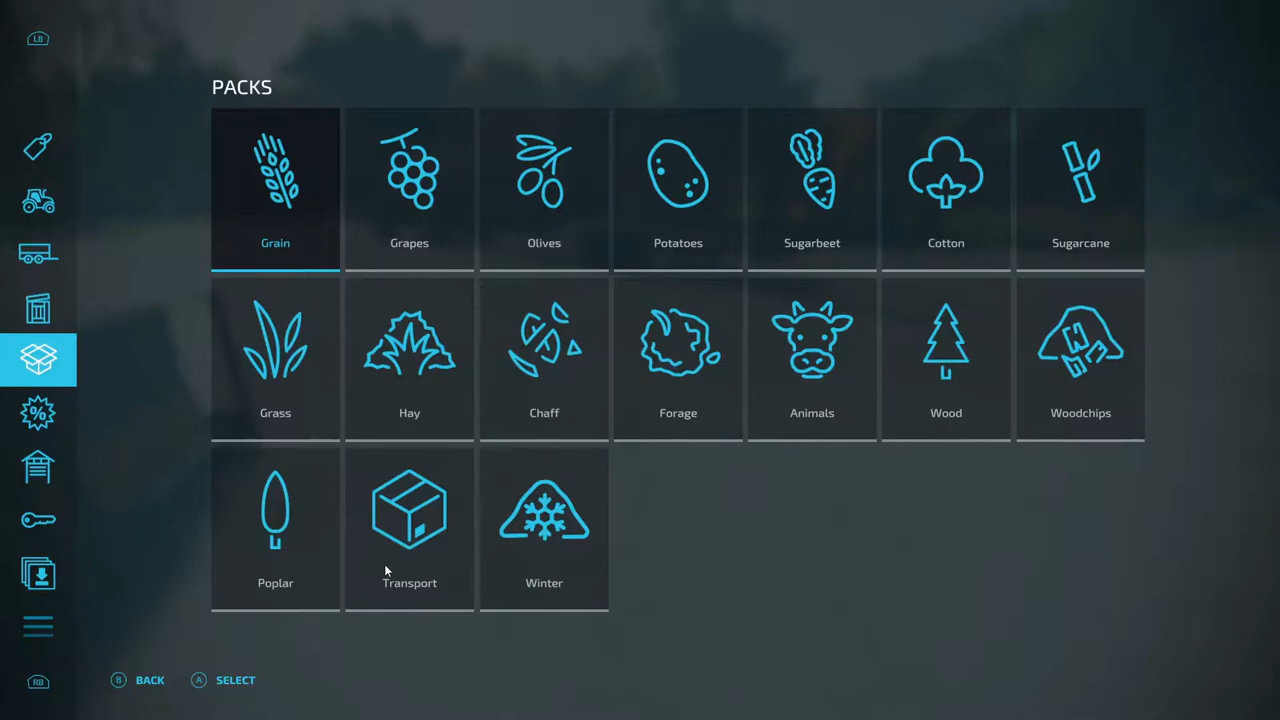 LB
PACKS
Grain
Grapes
Olives
Potatoes
Sugarbeet
Cotton
Sugarcane
Grass
Hay
Chaff
Forage
Animals
Wood
Woodchips
Poplar
Transport
Winter
%
RB
B BACK A SELECT